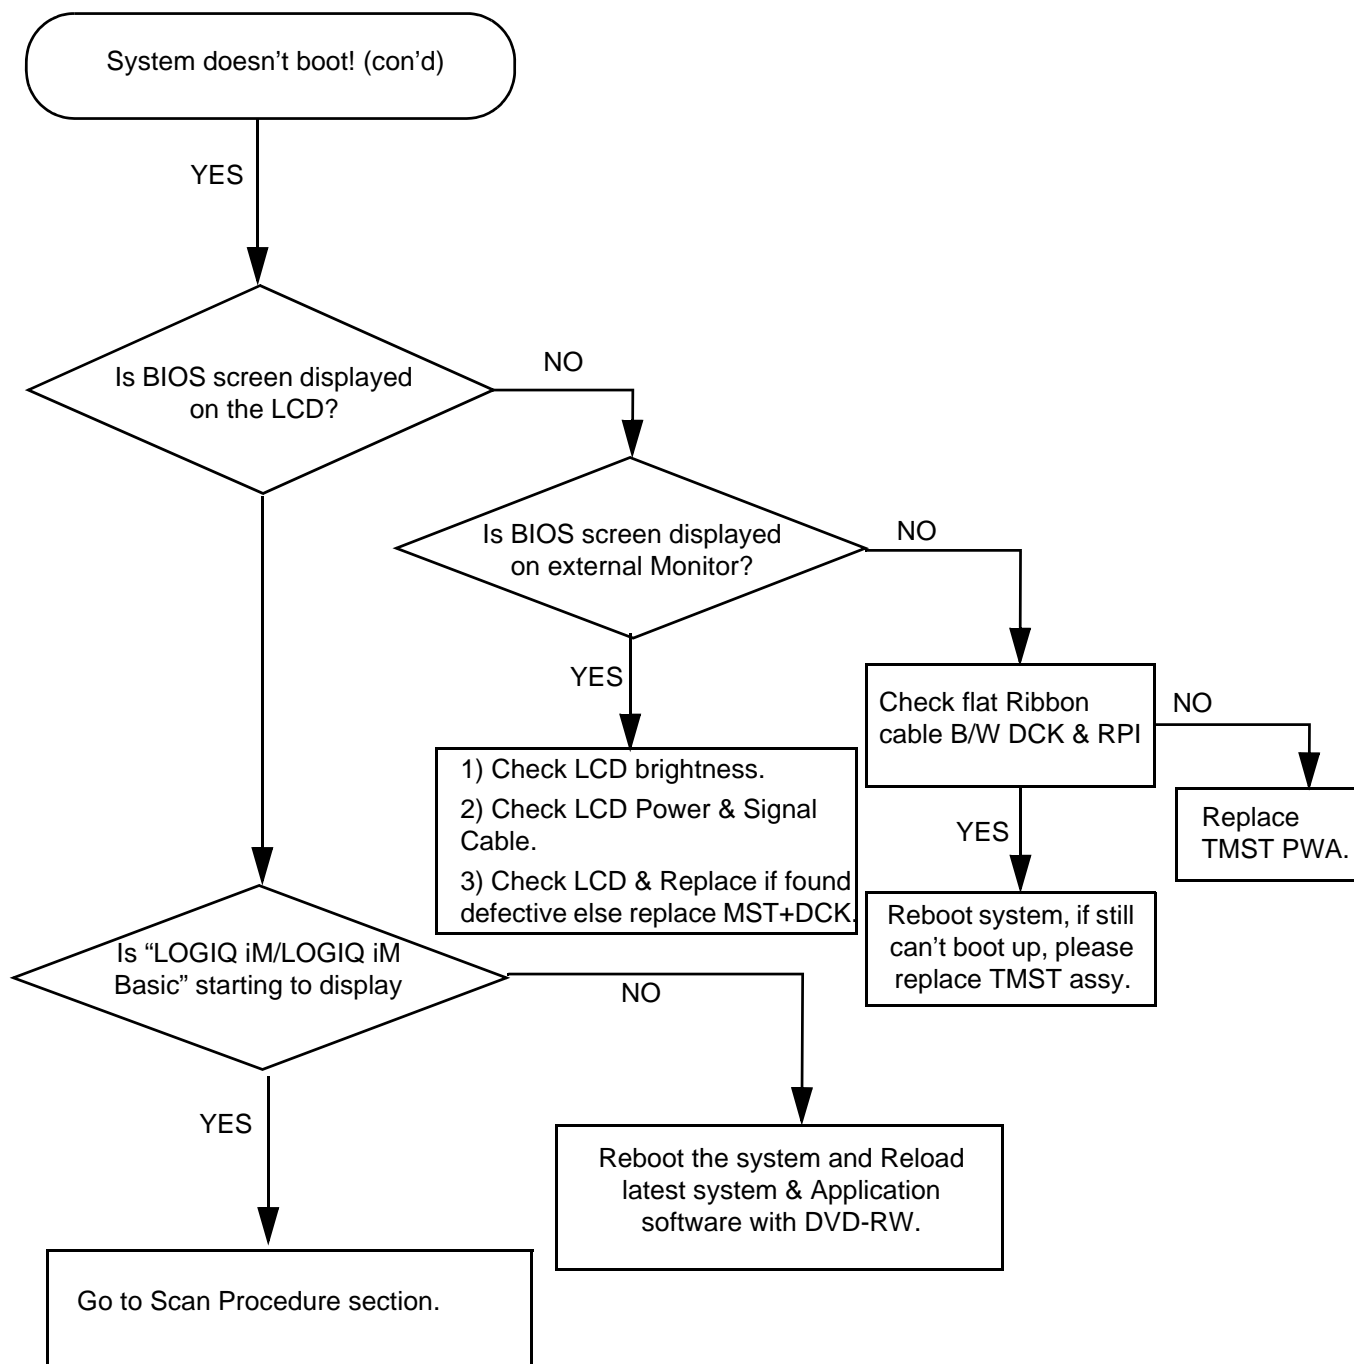 System doesn’t boot! (con’d)
YES
Is BIOS screen displayed
on the LCD?
NO
Is BIOS screen displayed
on external Monitor?
NO
YES
Check flat Ribbon
cable B/W DCK & RPI
NO
1) Check LCD brightness.
2) Check LCD Power & Signal
Cable.
3) Check LCD & Replace if found
defective else replace MST+DCK.
YES
Replace
TMST PWA.
Reboot system, if still
can’t boot up, please
replace TMST assy.
Is “LOGIQ iM/LOGIQ iM
Basic” starting to display
NO
YES
Reboot the system and Reload
latest system & Application
software with DVD-RW.
Go to Scan Procedure section.